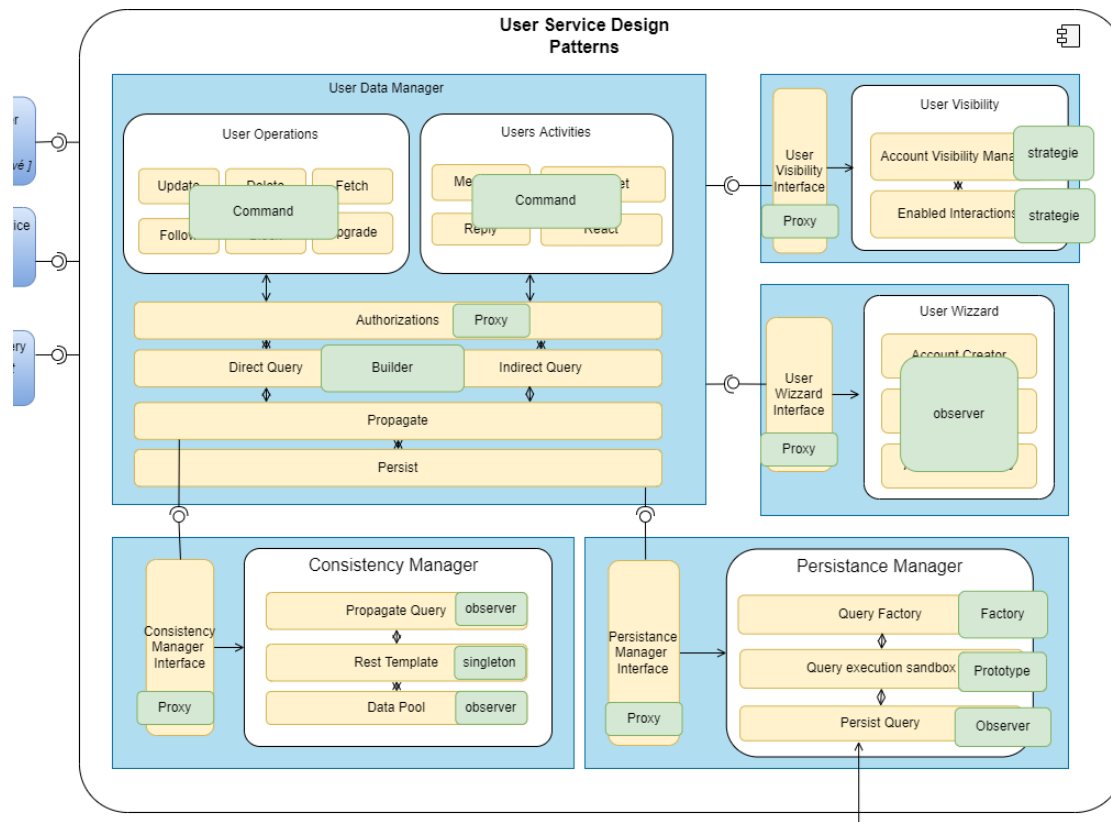 User Service Design
Patterns
User Data Manager
User Operations
Update
Fetch
Command
Follow
Users Activities
Command
Reply
React
Authorizations
Proxy
Direct Query
Builder
Indirect Query
Propagate
Persist
User
Visibility
Interface
Proxy
User Visibility
Account Visibility
strategie
Enabled Interactions
strategie
User
Wizzard
Interface
Proxy
User Wizzard
Account Creator
observer
Consistency
Manager
Interface
Proxy
Consistency Manager
Propagate Query
observer
Rest Template
singleton
Data Pool
observer
Persistance
Manager
Interface
Proxy
Persistance Manager
Query Factory
Factory
Query execution sandbox
Prototype
Persist Query
Observer